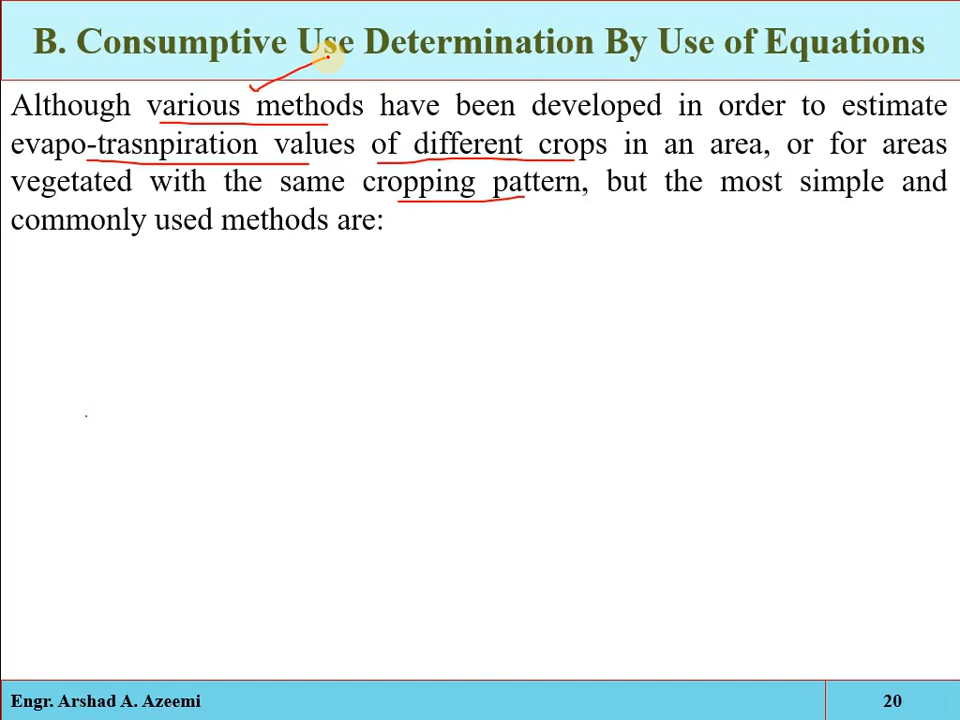 B. Consumptive Use Determination By Use of Equations
Although various methods have been developed in order to estimate
evapo-trasnpiration values of different crops in an area, or for areas
vegetated with the same cropping pattern, but the most simple and
commonly used methods are:
Engr. Arshad A. Azeemi
20